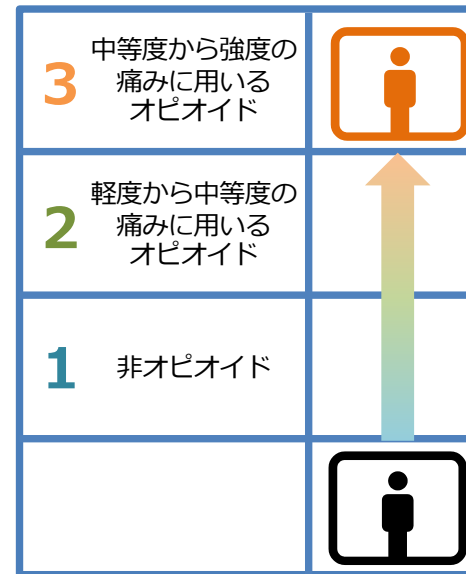 3
中等度から強度の
痛みに用いる
オピオイド
2
軽度から中等度の
痛みに用いる
オピオイド
1
非オピオイド